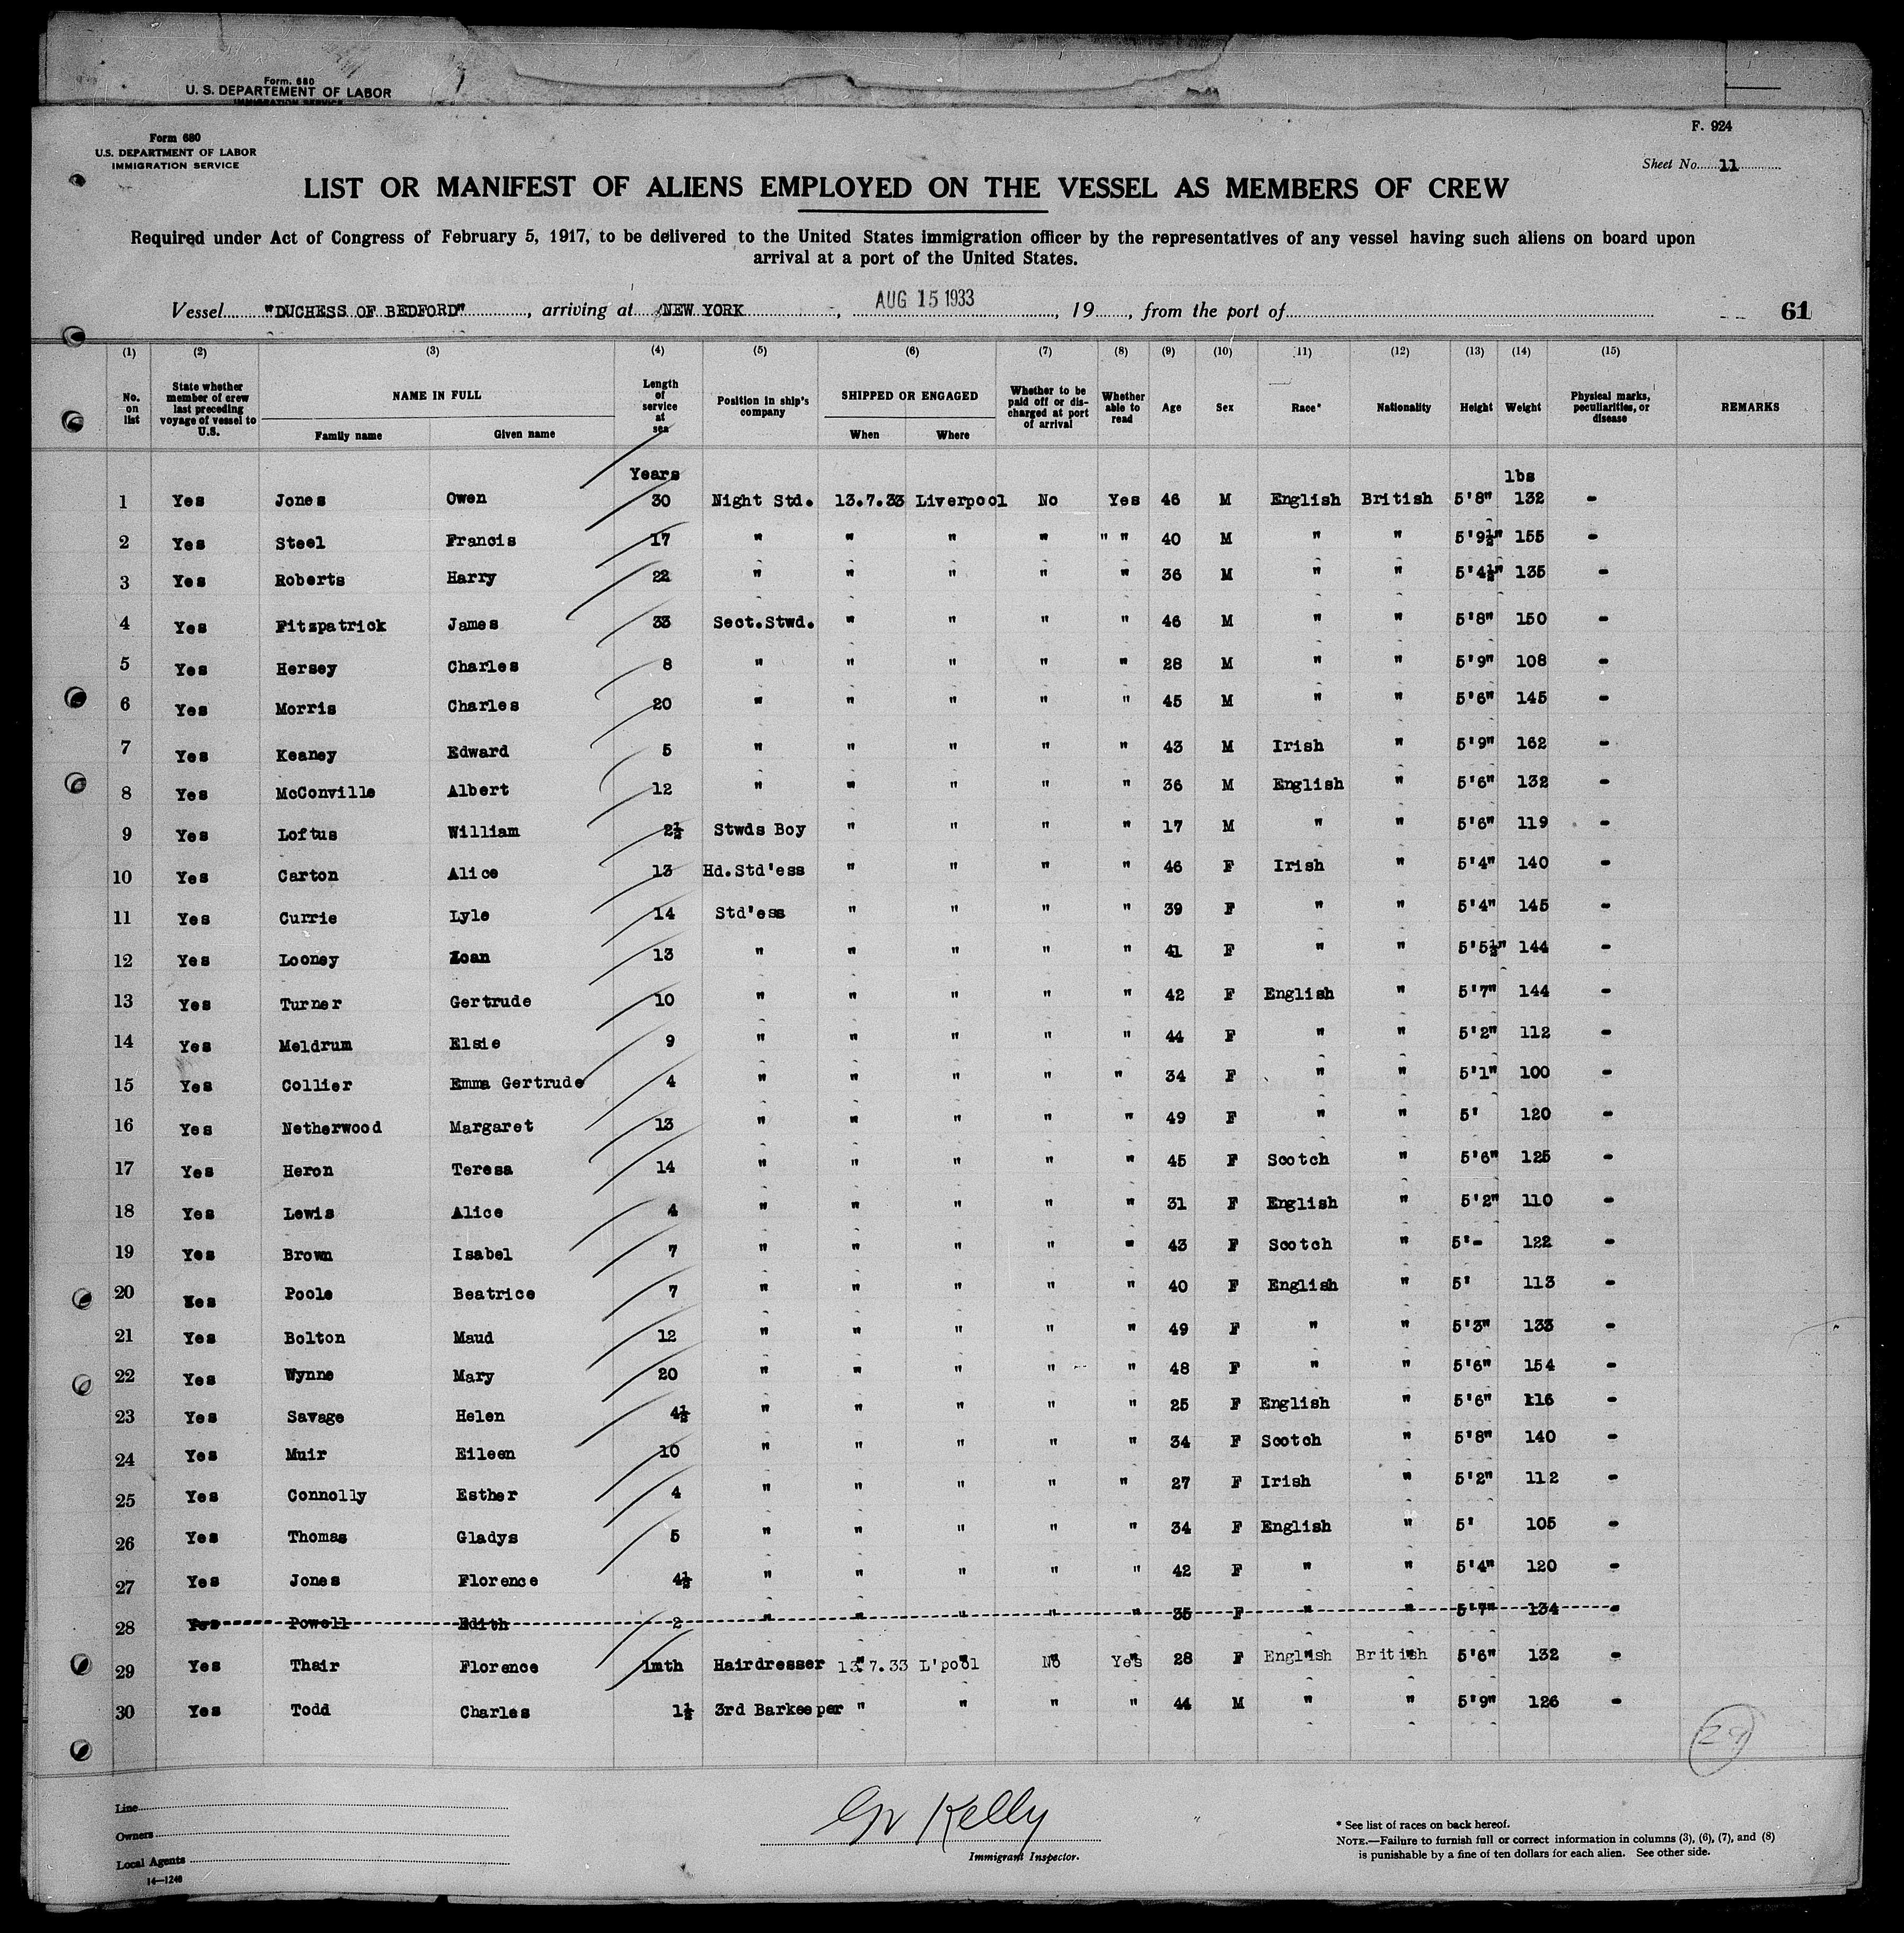 Form. 680
U. S. DEPARTEMENT OF LABOR
IMMIGRATION SERVICE
F. 924
Form 680
U.S. DEPARTMENT OF LABOR
IMMIGRATION SERVICE
Sheet No. 11
LIST OR MANIFEST OF ALIENS EMPLOYED ON THE VESSEL AS MEMBERS OF CREW
Required under Act of Congress of February 5, 1917, to be delivered to the United States immigration officer by the representatives of any vessel having such aliens on board upon
arrival at a port of the United States.
Vessel "DUCHESS OF BEDFORD", arriving at NEW YORK, AUG 15 1933, 19, from the port of 61
(1) (2) (3) (4) (5) (6) (7) (8) (9) (10) 11) (12) (13) (14) (15)
No. on list State whether member of crew last preceding voyage of vessel to U.S. NAME IN FULL Family name Given name Length of service at sea Position in ship's company SHIPPED OR ENGAGED When Where Whether to be paid off or discharged at port of arrival Whether able to read Age Sex Race* Nationality Height Weight Physical marks, peculiarities, or disease REMARKS
Years lbs
1 Yes Jones Owen 30 Night Std. 13.7.33 Liverpool No Yes 46 M English British 5'8" 132 -
2 Yes Steel Francis 17 " " " " " " 40 M " " 5'9½" 155 -
3 Yes Roberts Harry 22 " " " " " 36 M " " 5'4½" 135 -
4 Yes Fitzpatrick James 33 Sect.Stwd. " " " " 46 M " " 5'8" 150 -
5 Yes Hersey Charles 8 " " " " " 28 M " " 5'9" 108 -
6 Yes Morris Charles 20 " " " " " 45 M " " 5'6" 145 -
7 Yes Keaney Edward 5 " " " " " 43 M Irish " 5'9" 162 -
8 Yes McConville Albert 12 " " " " " 36 M English " 5'6" 132 -
9 Yes Loftus William 2½ Stwds Boy " " " " 17 M " " 5'6" 119 -
10 Yes Carton Alice 13 Hd.Std'ess " " " " 46 F Irish " 5'4" 140 -
11 Yes Currie Lyle 14 Std'ess " " " " 39 F " " 5'4" 145 -
12 Yes Looney 13 " " " " " 41 F " " 5'5½" 144 -
13 Yes Turner Gertrude 10 " " " " " 42 F English " 5'7" 144 -
14 Yes Meldrum Elsie 9 " " " " " 44 F " " 5'2" 112 -
15 Yes Collier Emma Gertrude 4 " " " " " 34 F " " 5'1" 100 -
16 Yes Netherwood Margaret 13 " " " " " 49 F " " 5' 120 -
17 Yes Heron Teresa 14 " " " " " 45 F Scotch " 5'6" 125 -
18 Yes Lewis Alice 4 " " " " " 31 F English " 5'2" 110 -
19 Yes Brown Isabel 7 " " " " " 43 F Scotch " 5'- 122 -
20 Yes Poole Beatrice 7 " " " " " 40 F English " 5' 113 -
21 Yes Bolton Maud 12 " " " " " 49 F " " 5'3" 133 -
22 Yes Wynne Mary 20 " " " " " 48 F " " 5'6" 154 -
23 Yes Savage Helen 4½ " " " " " 25 F English " 5'6" 116 -
24 Yes Muir Eileen 10 " " " " " 34 F Scotch " 5'8" 140 -
25 Yes Connolly Esther 4 " " " " " 27 F Irish " 5'2" 112 -
26 Yes Thomas Gladys 5 " " " " " 34 F English " 5' 105 -
27 Yes Jones Florence 4½ " " " " " 42 F " " 5'4" 120 -
28 Yes Powell Edith 2 " " " " " 35 F " " 5'7" 134 -
29 Yes Thair Florence 1mth Hairdresser 13.7.33 L'pool No Yes 28 F English British 5'6" 132 -
30 Yes Todd Charles 1½ 3rd Barkeeper " " " " 44 M " " 5'9" 126 -
29
Line
Owners
Local Agents
14—1240
Kelly
Immigrant Inspector.
* See list of races on back hereof.
NOTE.—Failure to furnish full or correct information in columns (3), (6), (7), and (8)
is punishable by a fine of ten dollars for each alien. See other side.